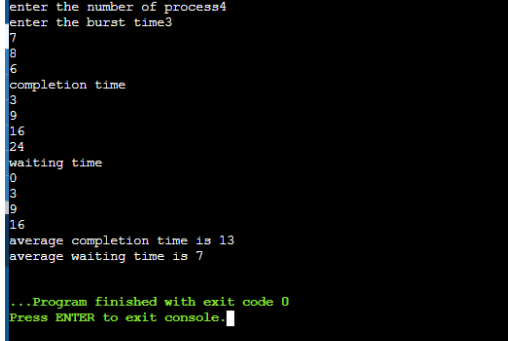 enter the number of process4
enter the burst time3
7
8
6
completion time
3
9
16
24
waiting time
0
3
9
16
average completion time is 13
average waiting time is 7
...Program finished with exit code 0
Press ENTER to exit console.